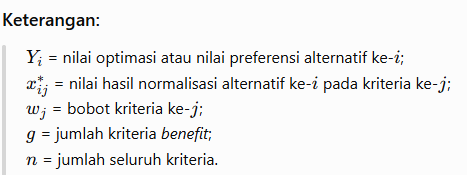 Keterangan:
Yᵢ = nilai optimasi atau nilai preferensi alternatif ke-i;
x*ᵢⱼ = nilai hasil normalisasi alternatif ke-i pada kriteria ke-j;
wⱼ = bobot kriteria ke-j;
g = jumlah kriteria benefit;
n = jumlah seluruh kriteria.